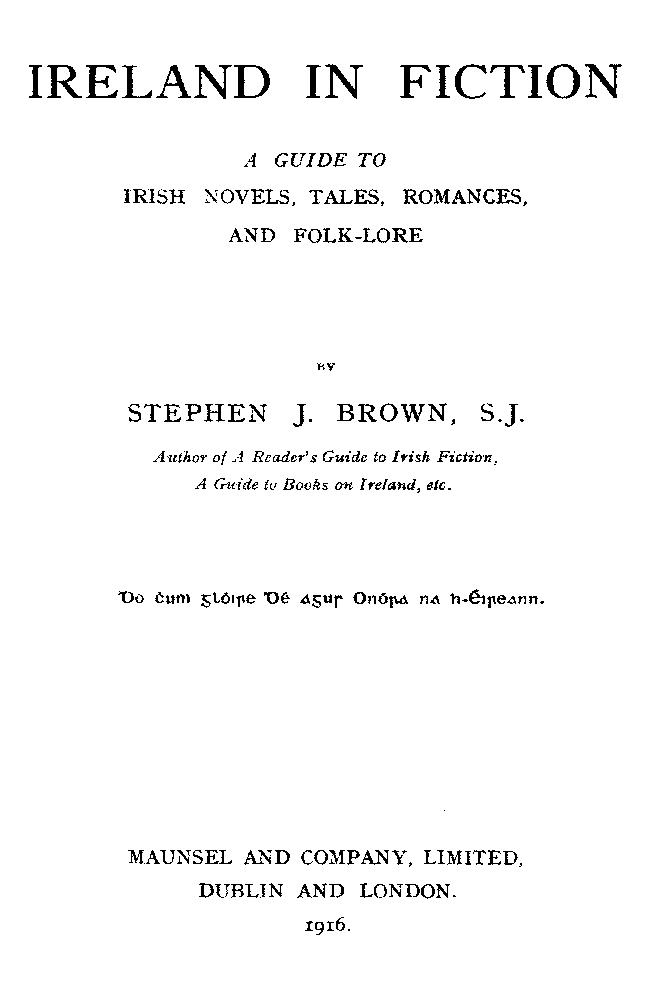 IRELAND IN FICTION
A GUIDE TO
IRISH NOVELS, TALES, ROMANCES,
AND FOLK-LORE
BY
STEPHEN J. BROWN, S.J.
Author of A Reader's Guide to Irish Fiction,
A Guide to Books on Ireland, etc.
Do ċum glóire Dé agus Onóra na h-Éireann.
MAUNSEL AND COMPANY, LIMITED,
DUBLIN AND LONDON.
1916.